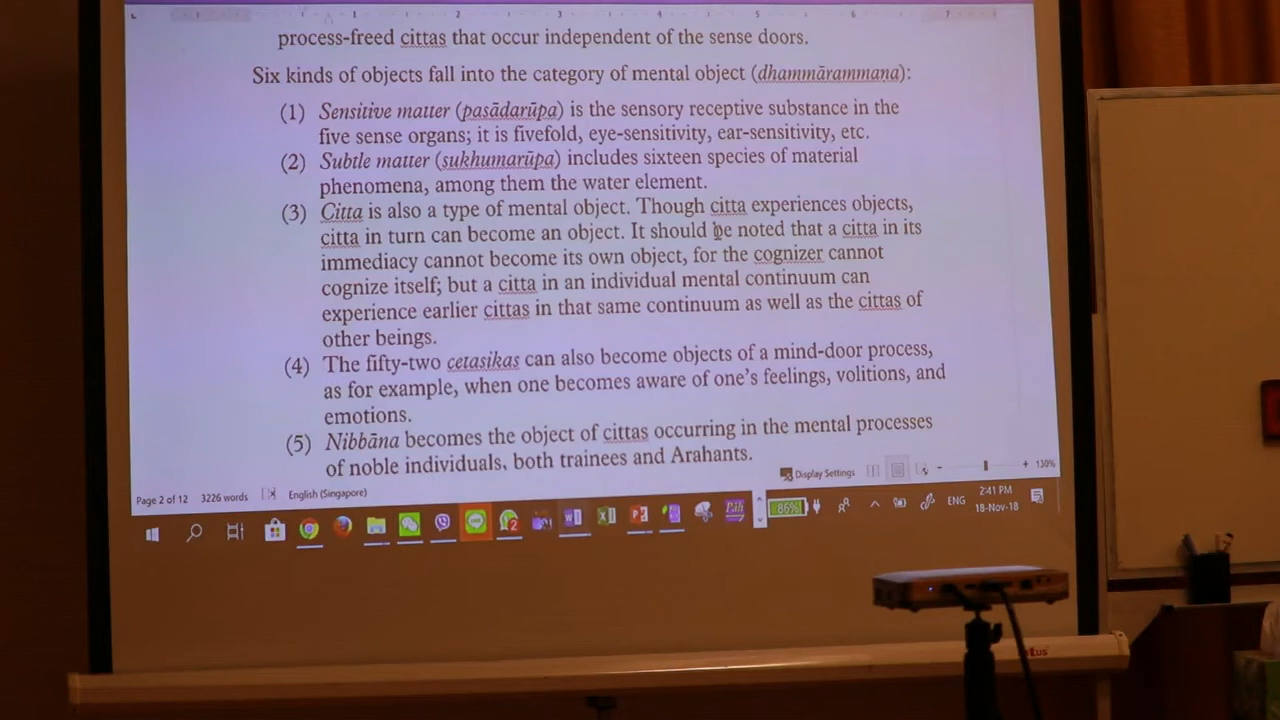 process-freed cittas that occur independent of the sense doors.
Six kinds of objects fall into the category of mental object (dhammārammaṇa):
(1) Sensitive matter (pasādarūpa) is the sensory receptive substance in the
five sense organs; it is fivefold, eye-sensitivity, ear-sensitivity, etc.
(2) Subtle matter (sukhumarūpa) includes sixteen species of material
phenomena, among them the water element.
(3) Citta is also a type of mental object. Though citta experiences objects,
citta in turn can become an object. It should be noted that a citta in its
immediacy cannot become its own object, for the cognizer cannot
cognize itself; but a citta in an individual mental continuum can
experience earlier cittas in that same continuum as well as the cittas of
other beings.
(4) The fifty-two cetasikas can also become objects of a mind-door process,
as for example, when one becomes aware of one's feelings, volitions, and
emotions.
(5) Nibbāna becomes the object of cittas occurring in the mental processes
of noble individuals, both trainees and Arahants.
Display Settings
130%
Page 2 of 12 3226 words English (Singapore)
86%
ENG
2:41 PM
18-Nov-18